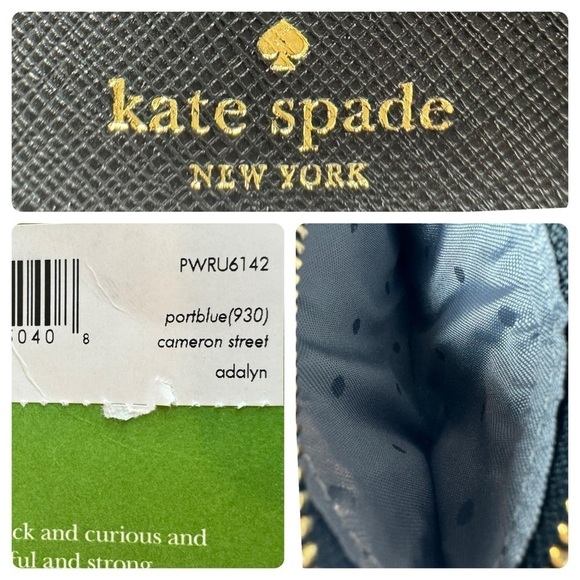 kate spade
NEW YORK
PWRU6142
portblue(930)
cameron street
adalyn
040 8
ck and curious and
ful and strong